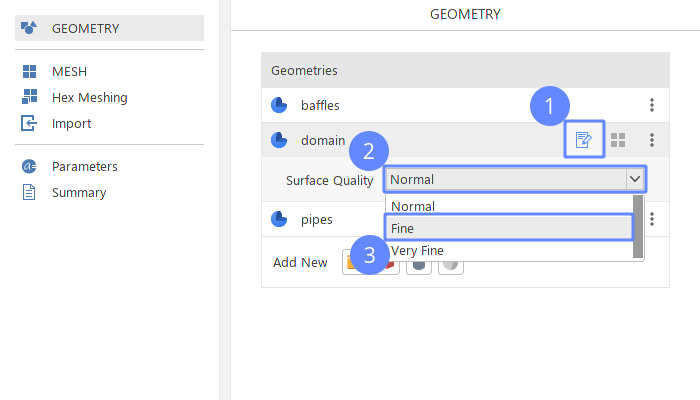 GEOMETRY
MESH
Hex Meshing
Import
Parameters
Summary
GEOMETRY
Geometries
baffles
1
domain
2
Surface Quality Normal
Normal
pipes
Fine
3
Very Fine
Add New